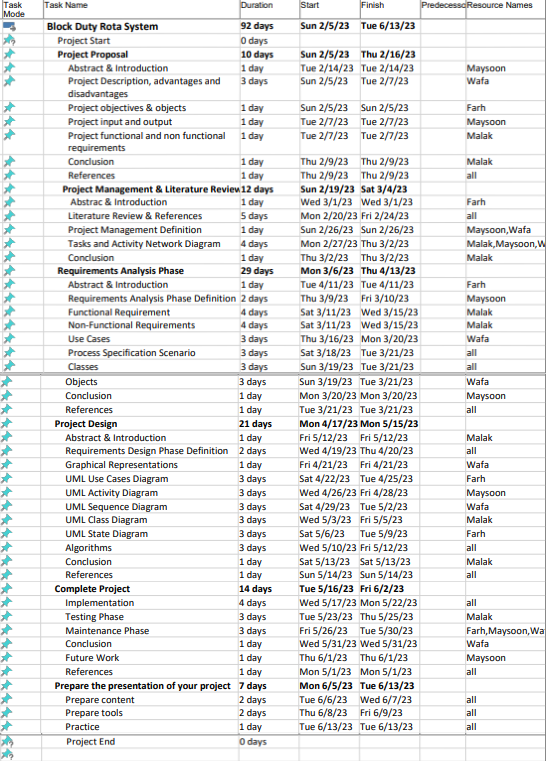 Task Mode Task Name Duration Start Finish Predecesso Resource Names
Block Duty Rota System 92 days Sun 2/5/23 Tue 6/13/23
Project Start 0 days
Project Proposal 10 days Sun 2/5/23 Thu 2/16/23
Abstract & Introduction 1 day Tue 2/14/23 Tue 2/14/23 Maysoon
Project Description, advantages and disadvantages 3 days Sun 2/5/23 Tue 2/7/23 Wafa
Project objectives & objects 1 day Sun 2/5/23 Sun 2/5/23 Farh
Project input and output 1 day Tue 2/7/23 Tue 2/7/23 Maysoon
Project functional and non functional requirements 1 day Tue 2/7/23 Tue 2/7/23 Malak
Conclusion 1 day Thu 2/9/23 Thu 2/9/23 Malak
References 1 day Thu 2/9/23 Thu 2/9/23 all
Project Management & Literature Review 12 days Sun 2/19/23 Sat 3/4/23
Abstrac & Introduction 1 day Wed 3/1/23 Wed 3/1/23 Farh
Literature Review & References 5 days Mon 2/20/23 Fri 2/24/23 all
Project Management Definition 1 day Sun 2/26/23 Sun 2/26/23 Maysoon,Wafa
Tasks and Activity Network Diagram 4 days Mon 2/27/23 Thu 3/2/23 Malak,Maysoon,W
Conclusion 1 day Thu 3/2/23 Thu 3/2/23 Malak
Requirements Analysis Phase 29 days Mon 3/6/23 Thu 4/13/23
Abstract & Introduction 1 day Tue 4/11/23 Tue 4/11/23 Farh
Requirements Analysis Phase Definition 2 days Thu 3/9/23 Fri 3/10/23 Maysoon
Functional Requirement 4 days Sat 3/11/23 Wed 3/15/23 Malak
Non-Functional Requirements 4 days Sat 3/11/23 Wed 3/15/23 Malak
Use Cases 3 days Thu 3/16/23 Mon 3/20/23 Wafa
Process Specification Scenario 3 days Sat 3/18/23 Tue 3/21/23 all
Classes 3 days Sun 3/19/23 Tue 3/21/23 all
Objects 3 days Sun 3/19/23 Tue 3/21/23 Wafa
Conclusion 1 day Mon 3/20/23 Mon 3/20/23 Maysoon
References 1 day Tue 3/21/23 Tue 3/21/23 all
Project Design 21 days Mon 4/17/23 Mon 5/15/23
Abstract & Introduction 1 day Fri 5/12/23 Fri 5/12/23 Malak
Requirements Design Phase Definition 2 days Wed 4/19/23 Thu 4/20/23 all
Graphical Representations 1 day Fri 4/21/23 Fri 4/21/23 Wafa
UML Use Cases Diagram 3 days Sat 4/22/23 Tue 4/25/23 Farh
UML Activity Diagram 3 days Wed 4/26/23 Fri 4/28/23 Maysoon
UML Sequence Diagram 3 days Sat 4/29/23 Tue 5/2/23 Wafa
UML Class Diagram 3 days Wed 5/3/23 Fri 5/5/23 Malak
UML State Diagram 3 days Sat 5/6/23 Tue 5/9/23 Farh
Algorithms 3 days Wed 5/10/23 Fri 5/12/23 all
Conclusion 1 day Sat 5/13/23 Sat 5/13/23 Malak
References 1 day Sun 5/14/23 Sun 5/14/23 all
Complete Project 14 days Tue 5/16/23 Fri 6/2/23
Implementation 4 days Wed 5/17/23 Mon 5/22/23 all
Testing Phase 3 days Tue 5/23/23 Thu 5/25/23 Malak
Maintenance Phase 3 days Fri 5/26/23 Tue 5/30/23 Farh,Maysoon,Wa
Conclusion 1 day Wed 5/31/23 Wed 5/31/23 Wafa
Future Work 1 day Thu 6/1/23 Thu 6/1/23 Maysoon
References 1 day Mon 5/1/23 Mon 5/1/23 all
Prepare the presentation of your project 7 days Mon 6/5/23 Tue 6/13/23
Prepare content 2 days Tue 6/6/23 Wed 6/7/23 all
Prepare tools 2 days Thu 6/8/23 Fri 6/9/23 all
Practice 1 day Tue 6/13/23 Tue 6/13/23 all
Project End 0 days